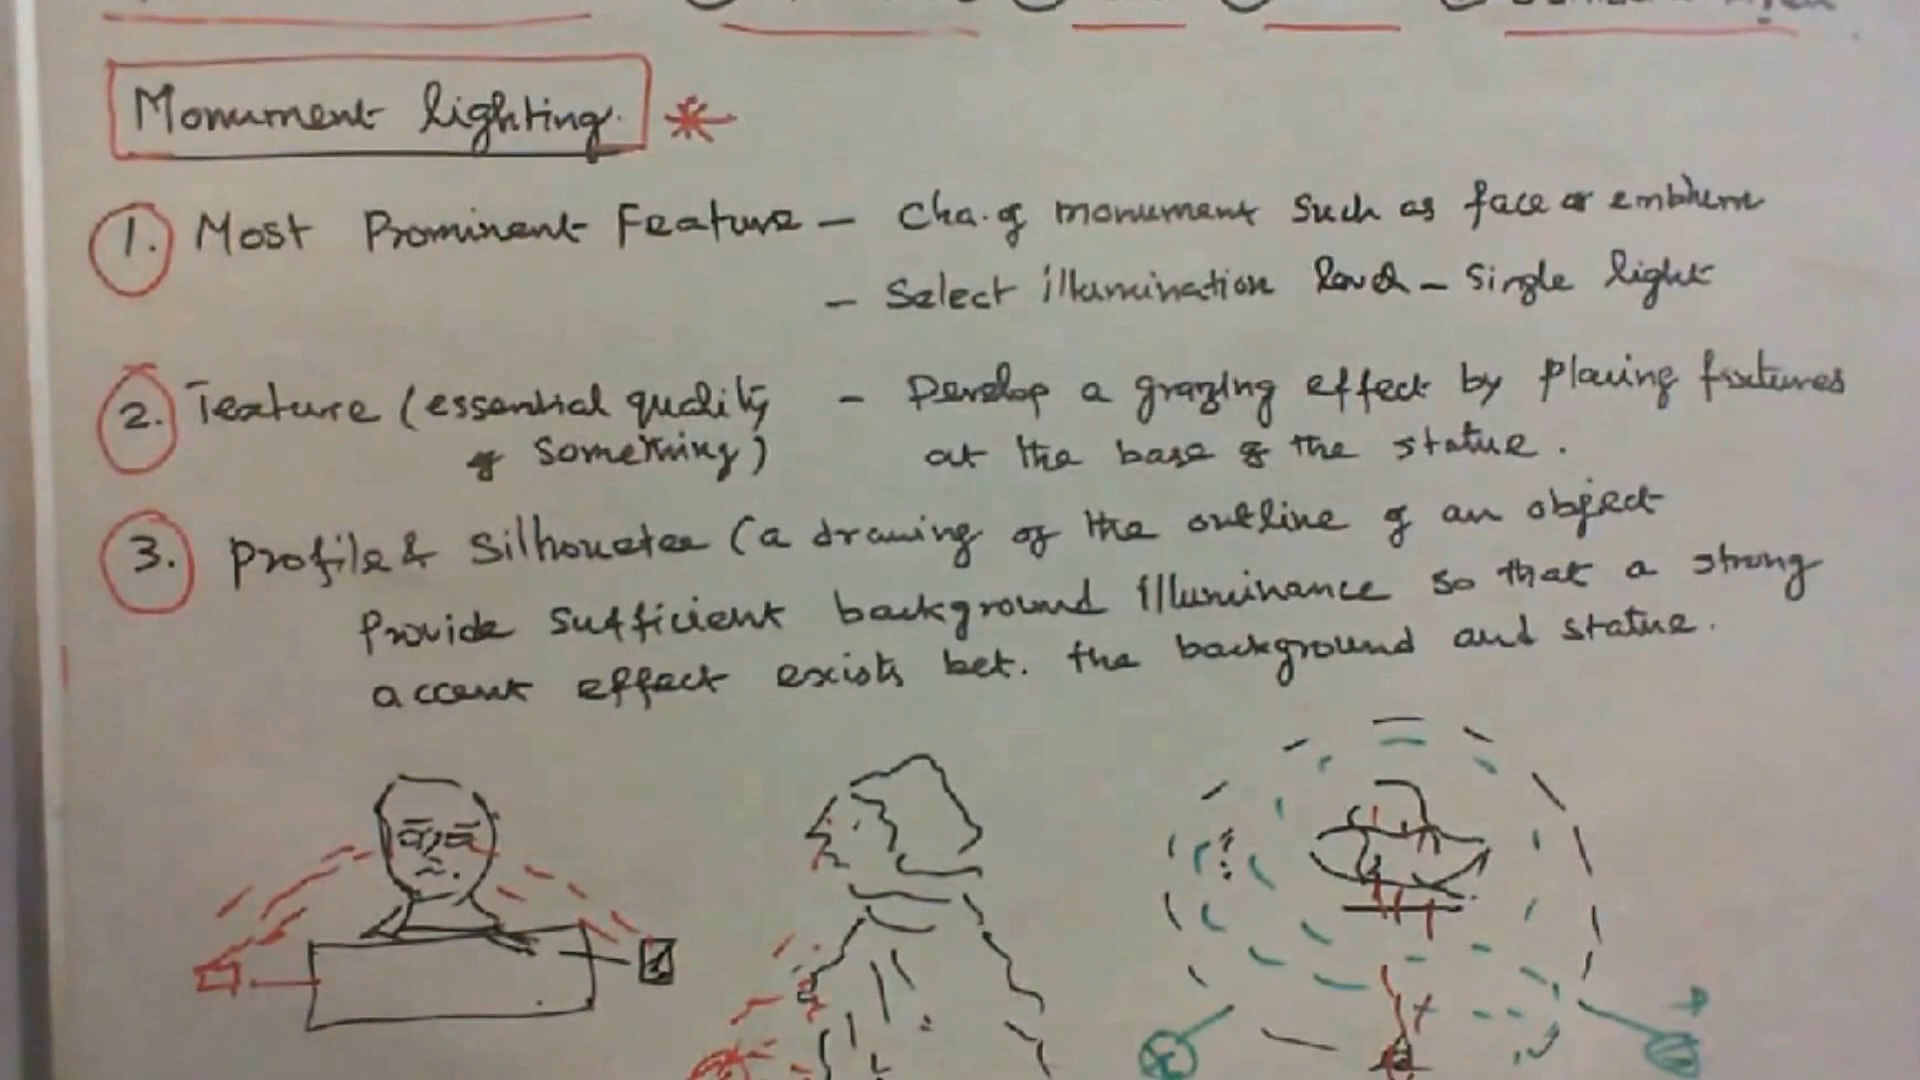 Monument lighting.
1. Most Prominent Feature - Cha. of monument such as face or emblem
- Select illumination level - Single light
2. Texture (essential quality - Develop a grazing effect by placing fixtures
of something) at the base of the statue.
3. Profile & Silhouetee (a drawing of the outline of an object
Provide sufficient background illuminance so that a strong
accent effect exists bet. the background and statue.